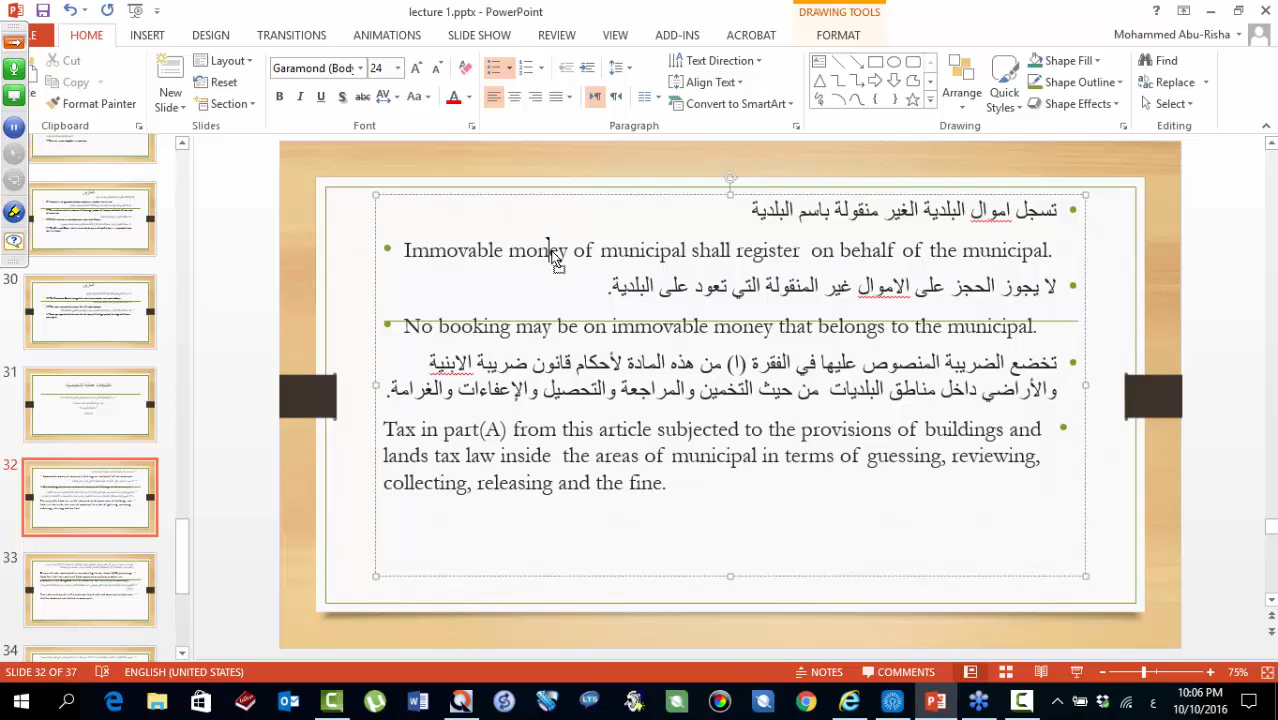 lecture 1.pptx - PowerPoint
DRAWING TOOLS
HOME INSERT DESIGN TRANSITIONS ANIMATIONS SLIDE SHOW REVIEW VIEW ADD-INS ACROBAT FORMAT
Mohammed Abu-Risha
Cut
Copy
Format Painter
Clipboard
New Slide
Layout
Reset
Section
Slides
Garamond (Body 24
Font
Text Direction
Align Text
Convert to SmartArt
Paragraph
Arrange
Quick Styles
Shape Fill
Shape Outline
Shape Effects
Drawing
Find
Replace
Select
Editing
30
31
32
33
34
تسجل اموال البلدية الغير منقولة باسم البلدية
Immovable money of municipal shall register on behalf of the municipal.
لا يجوز الحجز على الاموال غير المنقولة التي تعود على البلدية.
No booking may be on immovable money that belongs to the municipal.
تخضع الضريبة المنصوص عليها في الفقرة (ا) من هذه المادة لأحكام قانون ضريبة الابنية
والأراضي داخل مناطق البلديات من حيث التخمين والمراجعة والتحصيل والإعفاءات والغرامة.
Tax in part(A) from this article subjected to the provisions of buildings and
lands tax law inside the areas of municipal in terms of guessing, reviewing,
collecting, releasing and the fine.
SLIDE 32 OF 37 ENGLISH (UNITED STATES) NOTES COMMENTS 75%
LTS
ع
10:06 PM
10/10/2016